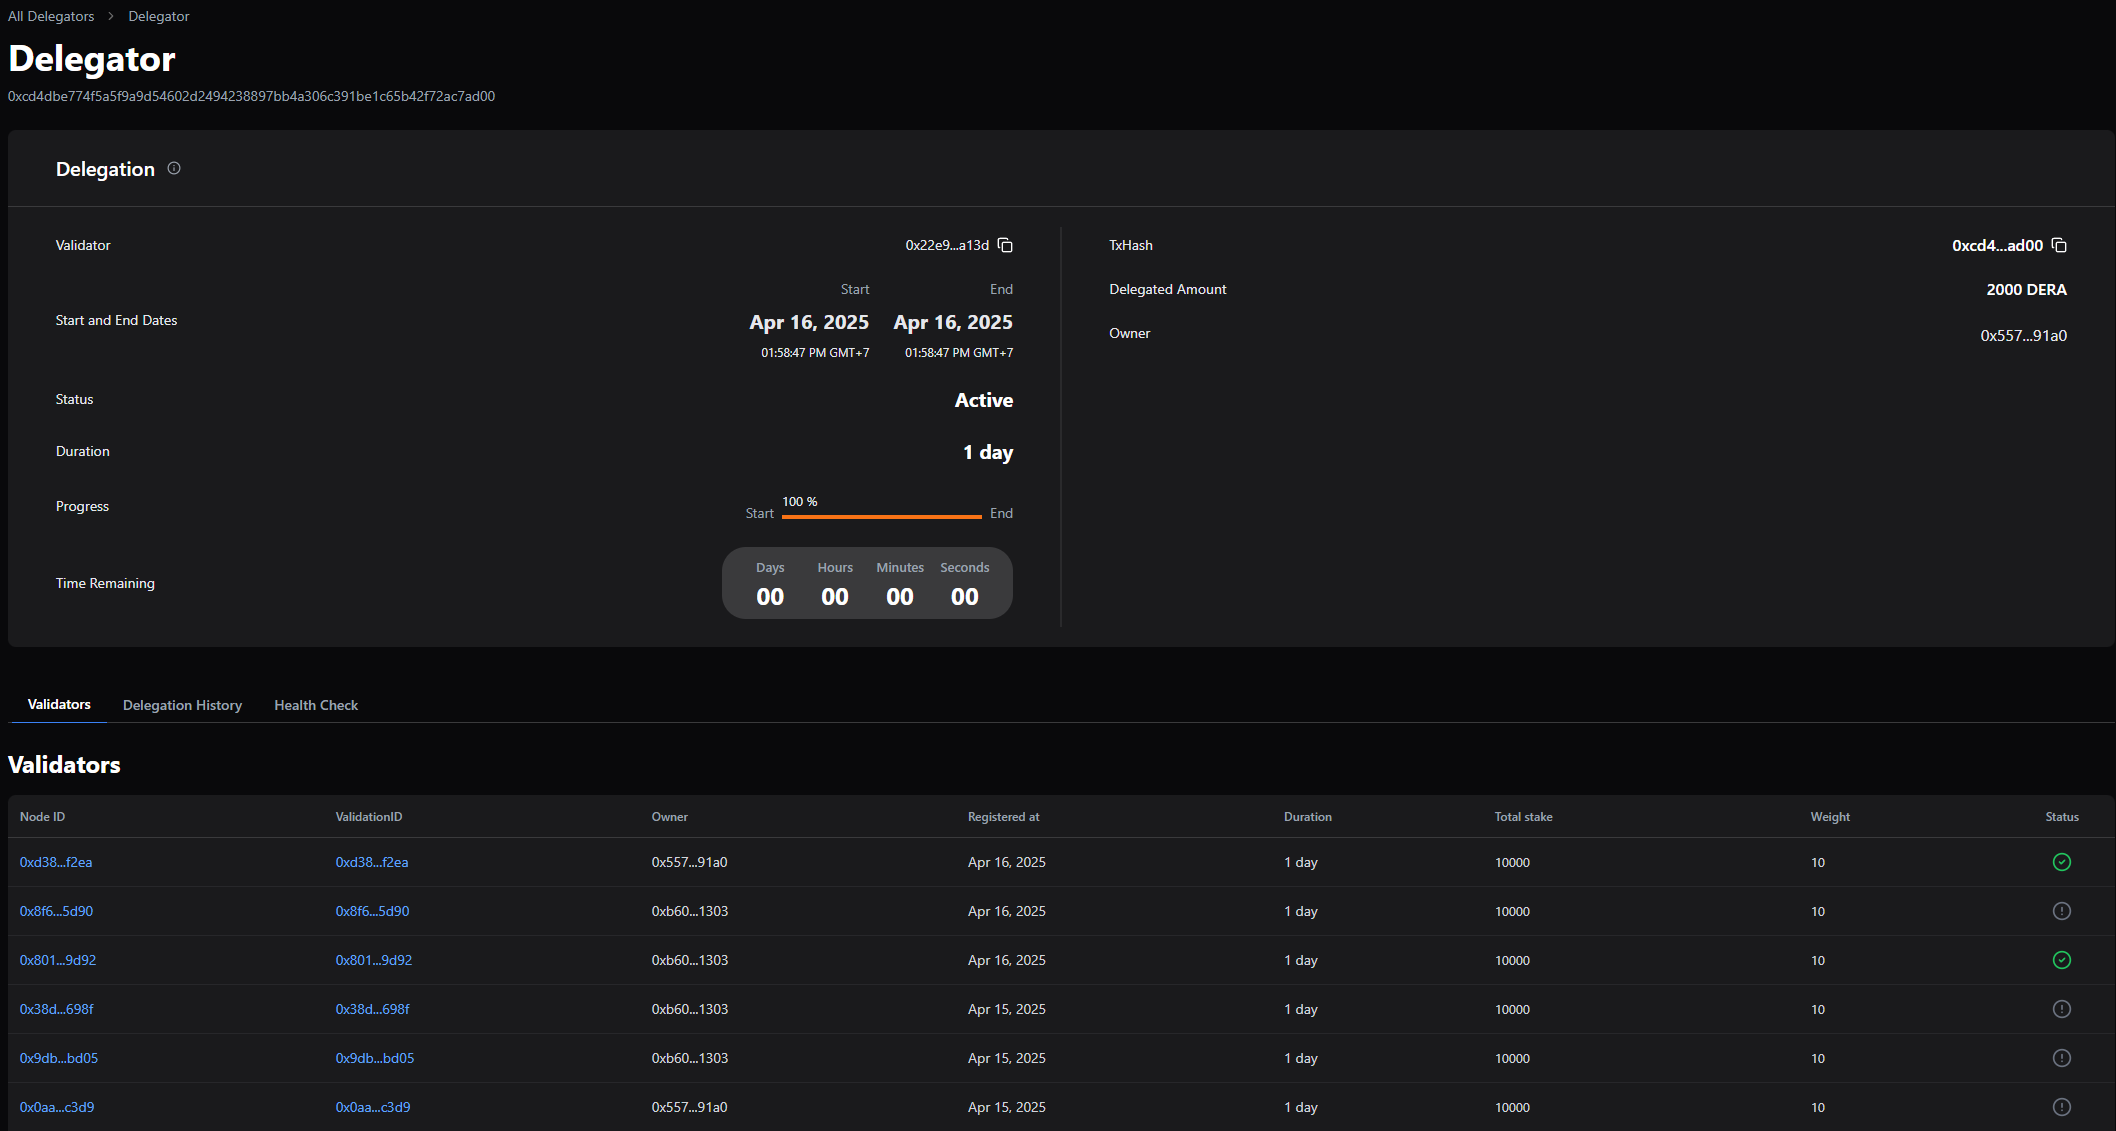 All Delegators > Delegator
Delegator
0xcd4dbe774f5a5f9a9d54602d2494238897bb4a306c391be1c65b42f72ac7ad00
Delegation
Validator 0x22e9...a13d
Start End
Start and End Dates Apr 16, 2025 Apr 16, 2025
01:58:47 PM GMT+7 01:58:47 PM GMT+7
Status Active
Duration 1 day
Progress Start 100 % End
Time Remaining Days Hours Minutes Seconds
00 00 00 00
TxHash 0xcd4...ad00
Delegated Amount 2000 DERA
Owner 0x557...91a0
Validators Delegation History Health Check
Validators
Node ID ValidationID Owner Registered at Duration Total stake Weight Status
0xd38...f2ea 0xd38...f2ea 0x557...91a0 Apr 16, 2025 1 day 10000 10
0x8f6...5d90 0x8f6...5d90 0xb60...1303 Apr 16, 2025 1 day 10000 10
0x801...9d92 0x801...9d92 0xb60...1303 Apr 16, 2025 1 day 10000 10
0x38d...698f 0x38d...698f 0xb60...1303 Apr 15, 2025 1 day 10000 10
0x9db...bd05 0x9db...bd05 0xb60...1303 Apr 15, 2025 1 day 10000 10
0x0aa...c3d9 0x0aa...c3d9 0x557...91a0 Apr 15, 2025 1 day 10000 10